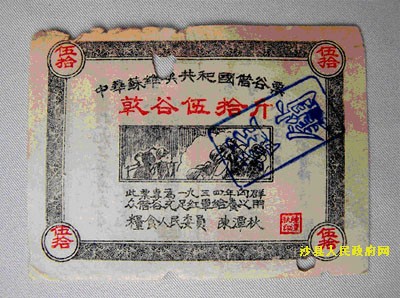 伍拾
伍拾
中華蘇維埃共和國借谷票
乾谷伍拾斤
此票專為一九三四年向群
眾借谷充足紅軍給養之用
糧食人民委員 陳潭秋
伍拾
伍拾
沙县人民政府网